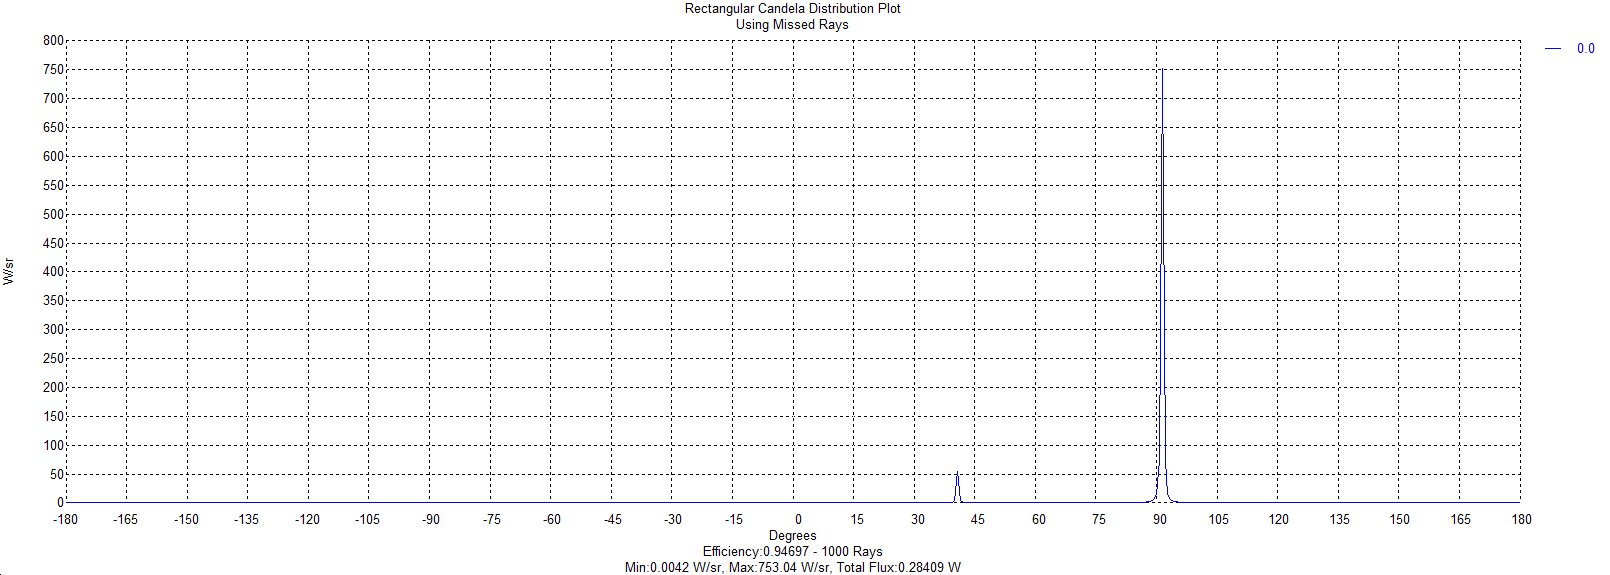 Rectangular Candela Distribution Plot
Using Missed Rays
800
750
700
650
600
550
500
450
400
350
300
250
200
150
100
50
0
W/sr
-180 -165 -150 -135 -120 -105 -90 -75 -60 -45 -30 -15 0 15 30 45 60 75 90 105 120 135 150 165 180
Degrees
Efficiency:0.94697 - 1000 Rays
Min:0.0042 W/sr, Max:753.04 W/sr, Total Flux:0.28409 W
0.0